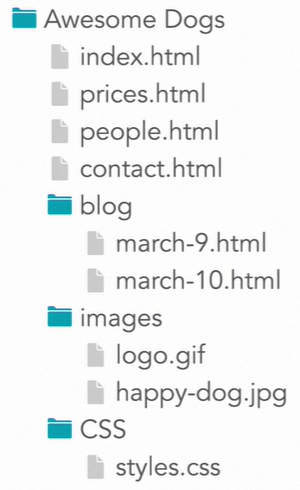 Awesome Dogs
index.html
prices.html
people.html
contact.html
blog
march-9.html
march-10.html
images
logo.gif
happy-dog.jpg
CSS
styles.css